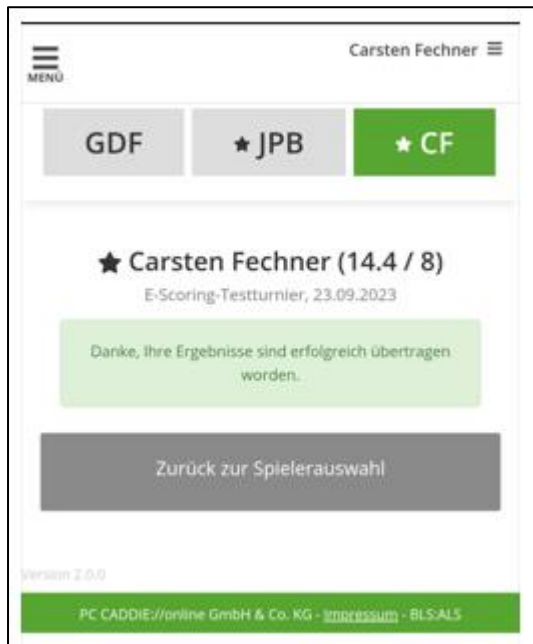 Carsten Fechner
MENÜ
GDF
JPB
CF
Carsten Fechner (14.4 / 8)
E-Scoring-Testturnier, 23.09.2023
Danke, Ihre Ergebnisse sind erfolgreich übertragen
worden.
Zurück zur Spielerauswahl
Version 2.0.0
PC CADDIE://online GmbH & Co. KG - Impressum - BLS:ALS